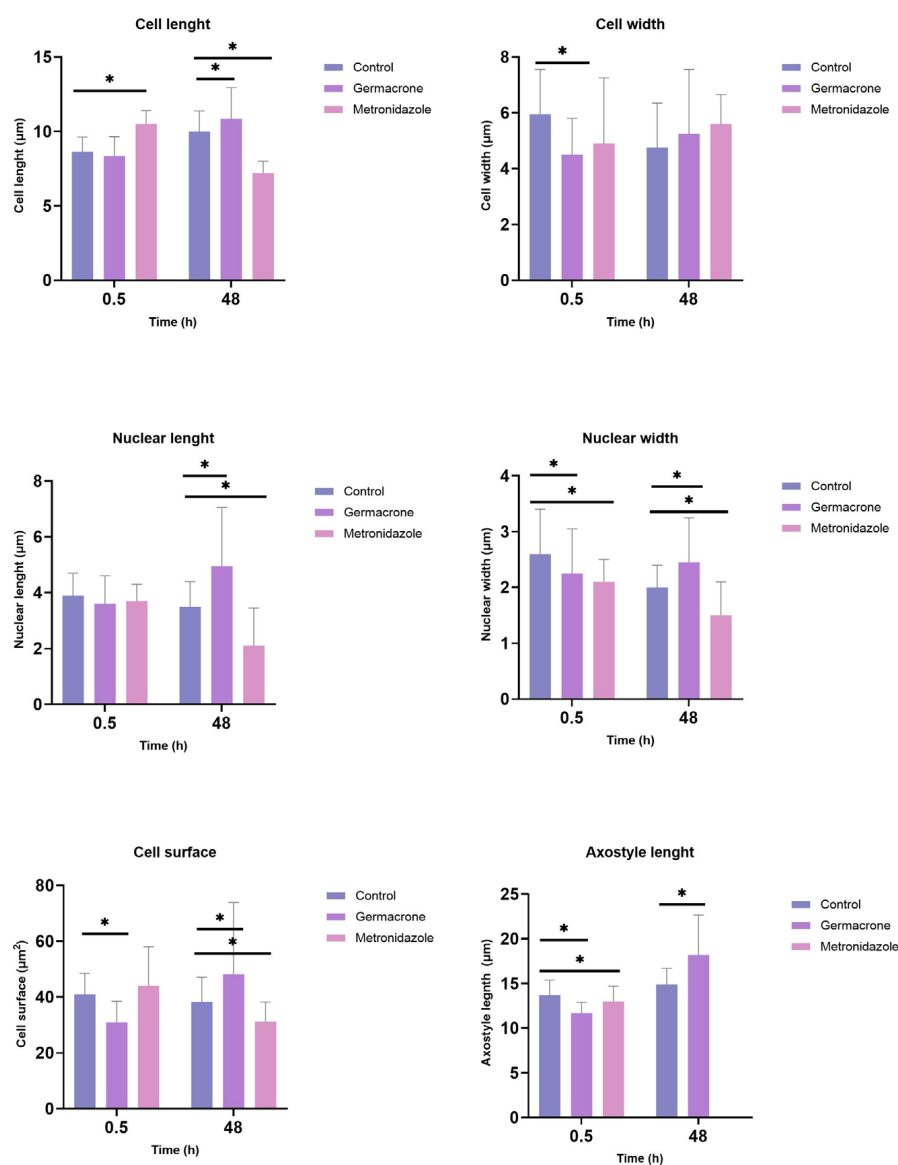 Cell lenght
15
10
5
0
Cell lenght (µm)
*
*
*
0.5
48
Time (h)
Control
Germacrone
Metronidazole
Cell width
8
6
4
2
0
Cell width (µm)
*
0.5
48
Time (h)
Control
Germacrone
Metronidazole
Nuclear lenght
8
6
4
2
0
Nuclear lenght (µm)
*
*
0.5
48
Time (h)
Control
Germacrone
Metronidazole
Nuclear width
4
3
2
1
0
Nuclear width (µm)
*
*
*
*
0.5
48
Time (h)
Control
Germacrone
Metronidazole
Cell surface
80
60
40
20
0
Cell surface (µm²)
*
*
*
0.5
48
Time (h)
Control
Germacrone
Metronidazole
Axostyle lenght
25
20
15
10
5
0
Axostyle legnth (µm)
*
*
*
0.5
48
Time (h)
Control
Germacrone
Metronidazole